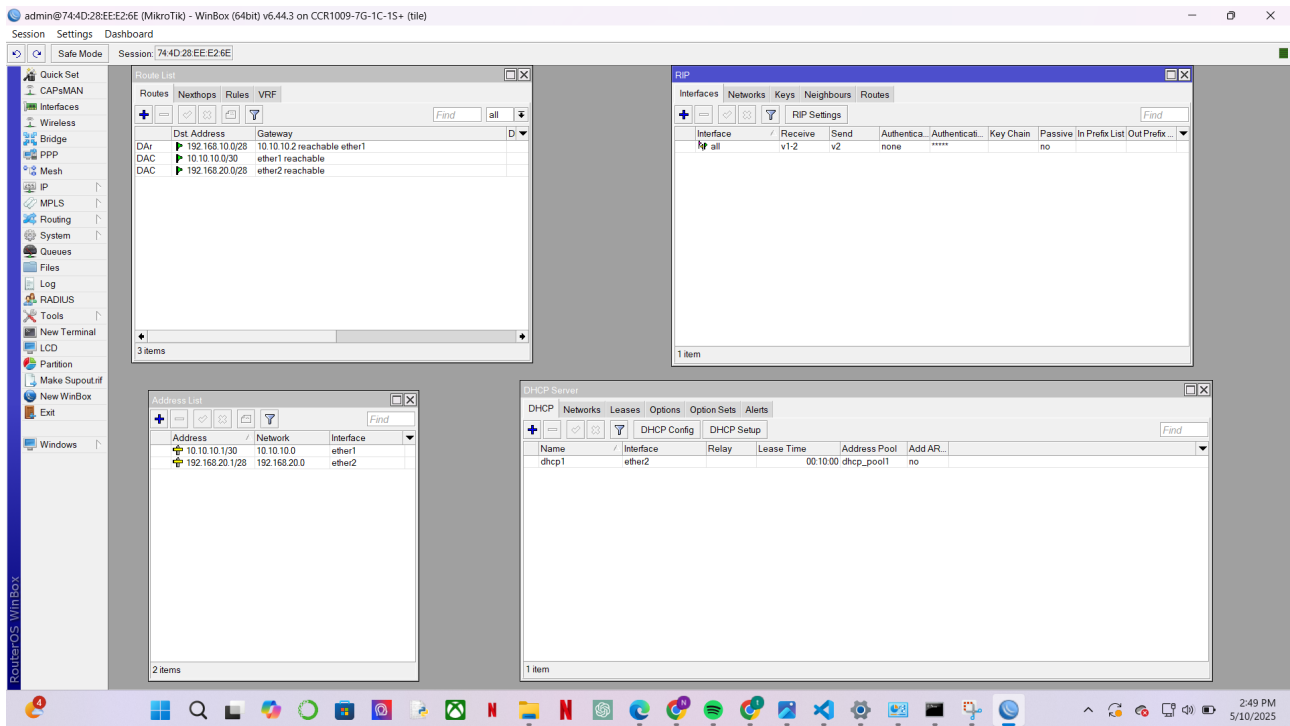 admin@74:4D:28:EE:E2:6E (MikroTik) - WinBox (64bit) v6.44.3 on CCR1009-7G-1C-1S+ (tile)
Session Settings Dashboard
Safe Mode Session: 74:4D:28:EE:E2:6E
Quick Set
CAPsMAN
Interfaces
Wireless
Bridge
PPP
Mesh
IP
MPLS
Routing
System
Queues
Files
Log
RADIUS
Tools
New Terminal
LCD
Partition
Make Supout.rif
New WinBox
Exit
Windows
RouterOS WinBox
Route List
Routes Nexthops Rules VRF
Find all
Dst. Address Gateway D
DAr 192.168.10.0/28 10.10.10.2 reachable ether1
DAC 10.10.10.0/30 ether1 reachable
DAC 192.168.20.0/28 ether2 reachable
3 items
RIP
Interfaces Networks Keys Neighbours Routes
RIP Settings Find
Interface Receive Send Authentica... Authenticati... Key Chain Passive In Prefix List Out Prefix ...
all v1-2 v2 none ***** no
1 item
Address List
Find
Address Network Interface
10.10.10.1/30 10.10.10.0 ether1
192.168.20.1/28 192.168.20.0 ether2
2 items
DHCP Server
DHCP Networks Leases Options Option Sets Alerts
DHCP Config DHCP Setup Find
Name Interface Relay Lease Time Address Pool Add AR...
dhcp1 ether2 00:10:00 dhcp_pool1 no
1 item
4
2:49 PM
5/10/2025